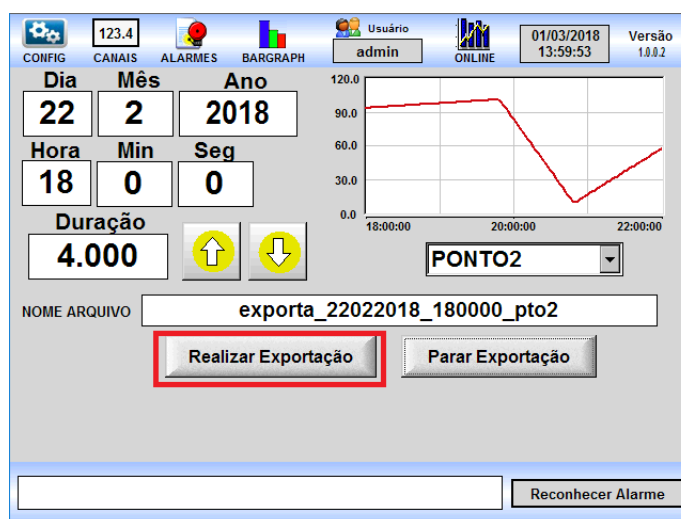 123.4 Usuário 01/03/2018 Versão
admin 13:59:53 1.0.0.2
CONFIG CANAIS ALARMES BARGRAPH ONLINE
Dia Mês Ano
22 2 2018
Hora Min Seg
18 0 0
Duração
4.000
120.0
90.0
60.0
30.0
0.0
18:00:00 20:00:00 22:00:00
PONTO2
NOME ARQUIVO exporta_22022018_180000_pto2
Realizar Exportação Parar Exportação
Reconhecer Alarme